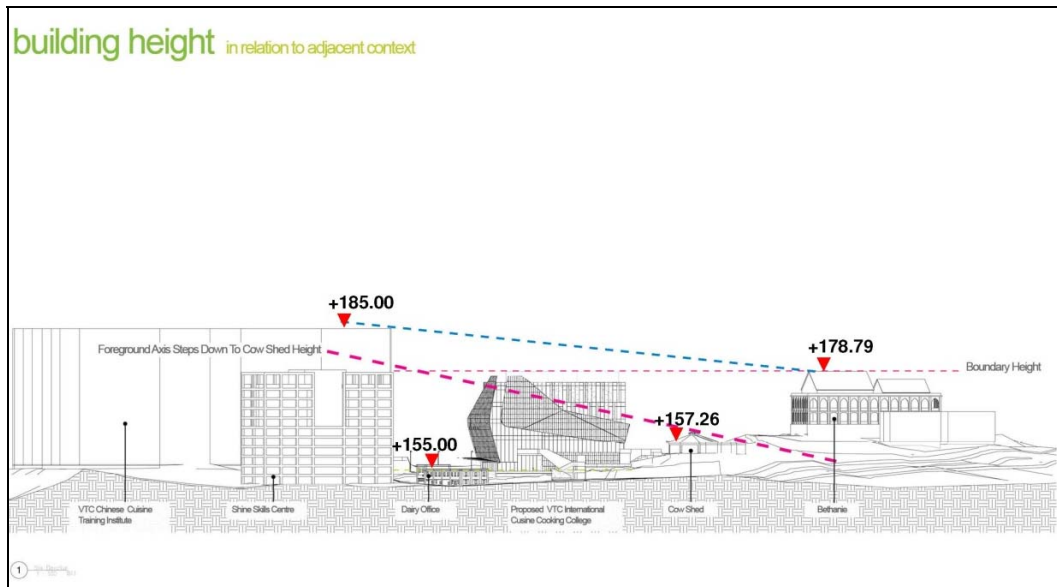 building height in relation to adjacent context
+185.00
Foreground Axis Steps Down To Cow Shed Height
+178.79
Boundary Height
+157.26
+155.00
VTC Chinese Cuisine
Training Institute
Shine Skills Centre
Dairy Office
Proposed VTC International
Cusine Cooking College
Cow Shed
Bethanie
1